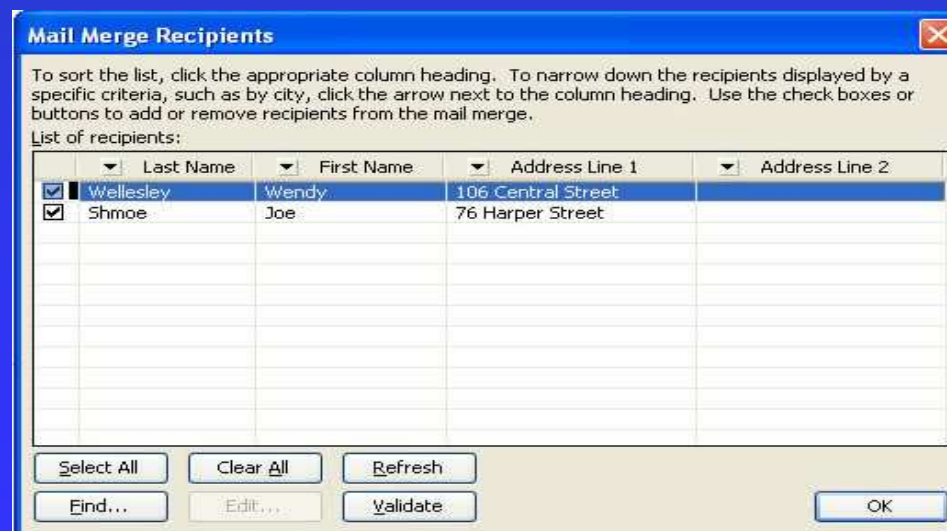 Mail Merge Recipients
To sort the list, click the appropriate column heading. To narrow down the recipients displayed by a
specific criteria, such as by city, click the arrow next to the column heading. Use the check boxes or
buttons to add or remove recipients from the mail merge.
List of recipients:
Last Name First Name Address Line 1 Address Line 2
Wellesley Wendy 106 Central Street
Shmoe Joe 76 Harper Street
Select All Clear All Refresh
Find... Edit... Validate OK